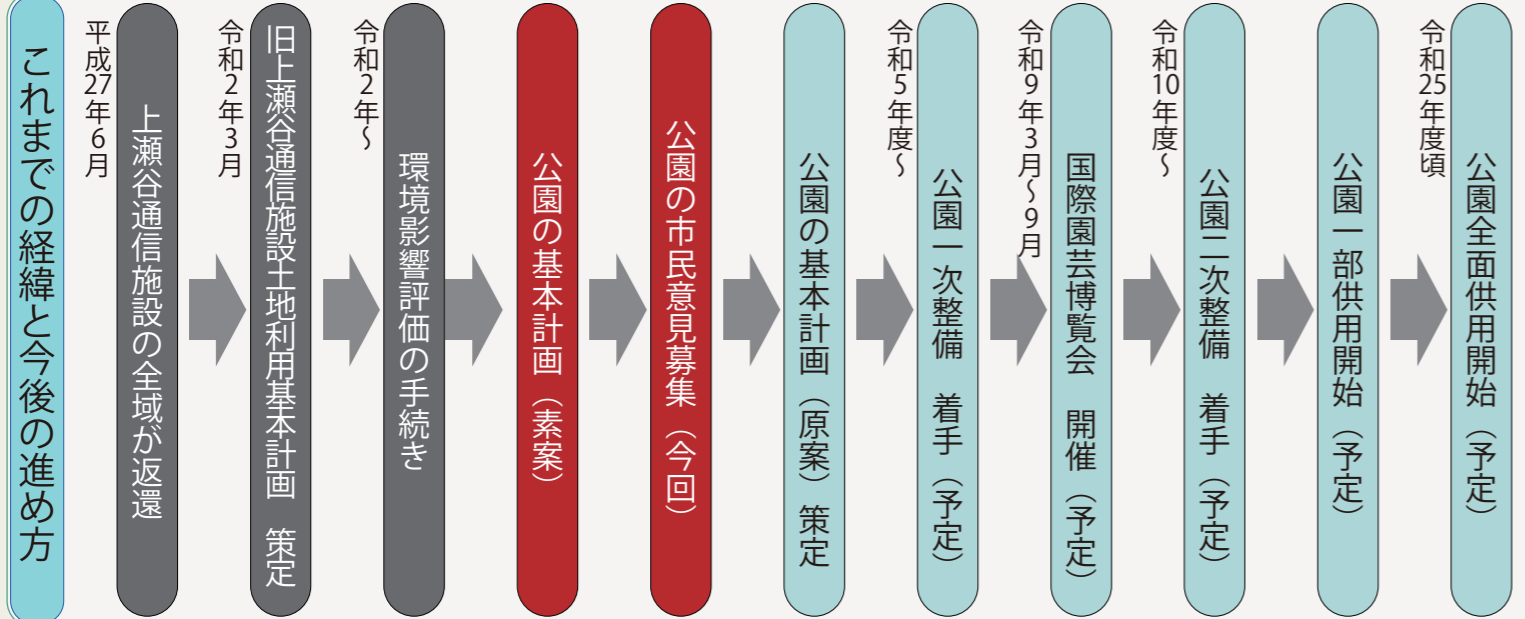 これまでの経緯と今後の進め方
平成27年6月
上瀬谷通信施設の全域が返還
令和2年3月
旧上瀬谷通信施設土地利用基本計画　策定
令和2年～
環境影響評価の手続き
公園の基本計画（素案）
公園の市民意見募集（今回）
公園の基本計画（原案）策定
令和5年度～
公園一次整備　着手（予定）
令和9年3月～9月
国際園芸博覧会　開催（予定）
令和10年度～
公園二次整備　着手（予定）
公園一部供用開始（予定）
令和25年度頃
公園全面供用開始（予定）